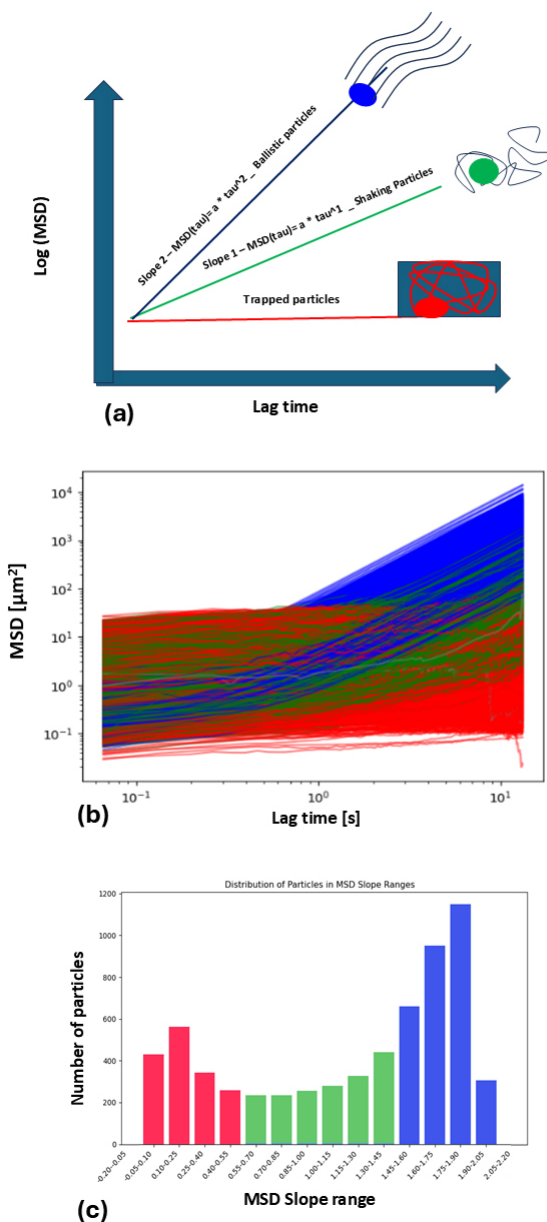 Log (MSD)
Slope 2 – MSD(tau)= a * tau^2 _ Ballistic particles
Slope 1 – MSD(tau)= a * tau^1 _ Shaking Particles
Trapped particles
Lag time
(a)
MSD [µm²]
10⁴
10³
10²
10¹
10⁰
10⁻¹
10⁻¹
10⁰
10¹
Lag time [s]
(b)
Distribution of Particles in MSD Slope Ranges
Number of particles
1200
1000
800
600
400
200
0
-0.20–0.05
-0.05-0.10
0.10-0.25
0.25-0.40
0.40-0.55
0.55-0.70
0.70-0.85
0.85-1.00
1.00-1.15
1.15-1.30
1.30-1.45
1.45-1.60
1.60-1.75
1.75-1.90
1.90-2.05
2.05-2.20
MSD Slope range
(c)